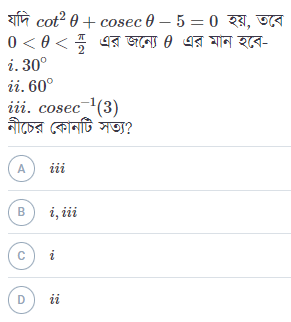 যদি cot² θ + cosec θ − 5 = 0 হয়, তবে
0 < θ < π/2 এর জন্যে θ এর মান হবে-
i. 30°
ii. 60°
iii. cosec⁻¹(3)
নীচের কোনটি সত্য?
A iii
B i, iii
C i
D ii